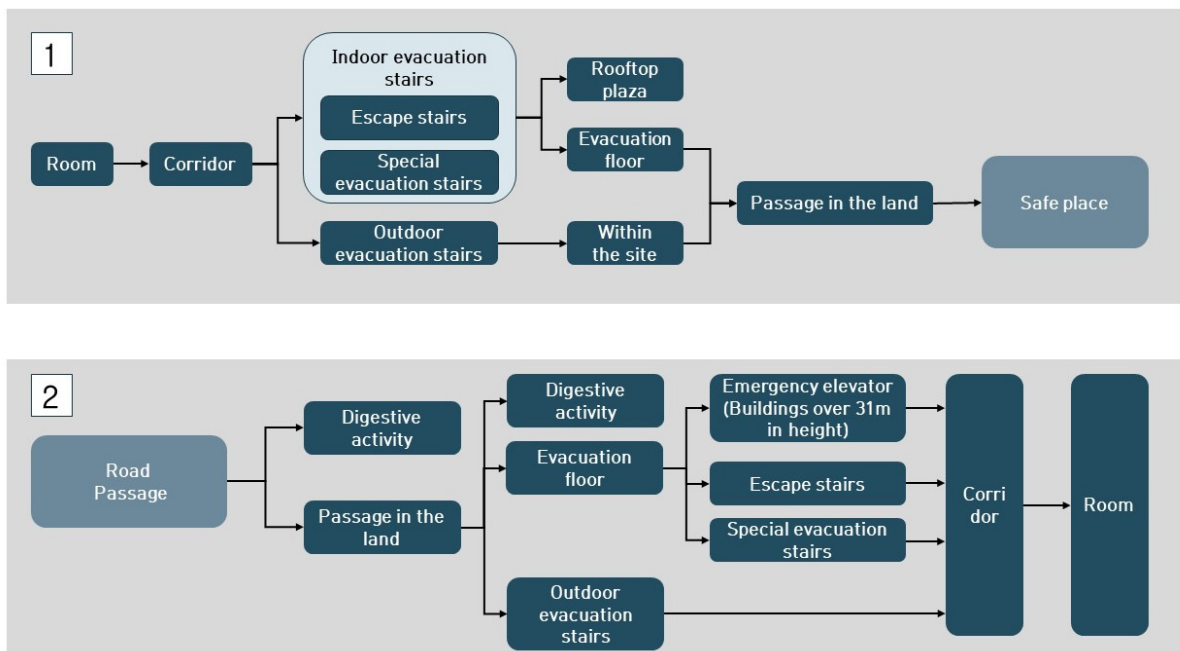 1
Indoor evacuation
stairs
Escape stairs
Special
evacuation stairs
Room
Corridor
Outdoor
evacuation stairs
Rooftop
plaza
Evacuation
floor
Within
the site
Passage in the land
Safe place
2
Road
Passage
Digestive
activity
Passage in the
land
Digestive
activity
Evacuation
floor
Outdoor
evacuation
stairs
Emergency elevator
(Buildings over 31m
in height)
Escape stairs
Special evacuation
stairs
Corri
dor
Room